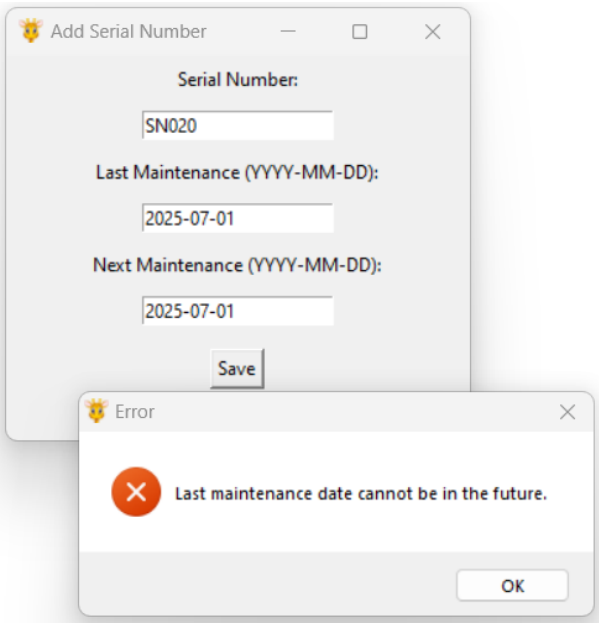 Add Serial Number
Serial Number:
SN020
Last Maintenance (YYYY-MM-DD):
2025-07-01
Next Maintenance (YYYY-MM-DD):
2025-07-01
Save
Error
Last maintenance date cannot be in the future.
OK